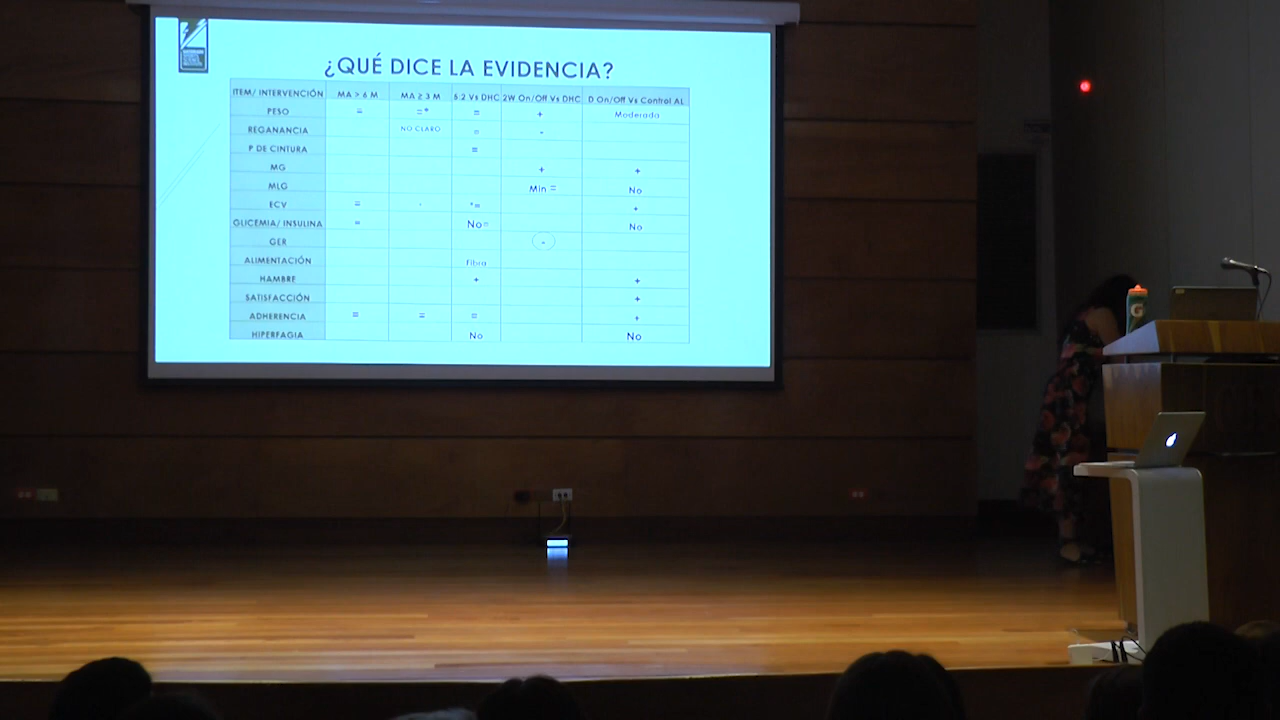 ¿QUÉ DICE LA EVIDENCIA?
ITEM/ INTERVENCIÓN MA > 6 M MA ≥ 3 M 5:2 Vs DHC 2W On/Off Vs DHC D On/Off Vs Control AL
PESO = =* = + Moderada
REGANANCIA NO CLARO = -
P DE CINTURA =
MG + +
MLG Min = No
ECV = - *= +
GLICEMIA/ INSULINA = No= No
GER -
ALIMENTACIÓN Fibra
HAMBRE + +
SATISFACCIÓN +
ADHERENCIA = = = +
HIPERFAGIA No No
G